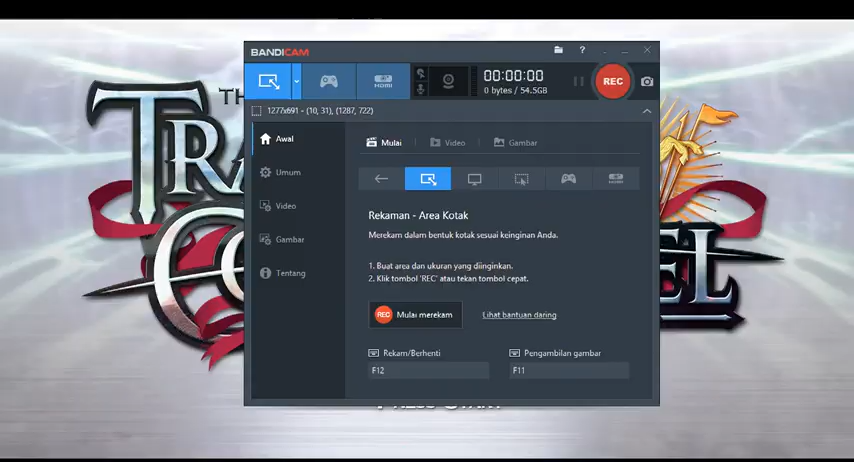 BANDICAM
?
HDMI
00:00:00
0 bytes / 54.5GB
REC
1277x691 - (10, 31), (1287, 722)
Awal
Umum
Video
Gambar
Tentang
Mulai
Video
Gambar
HDMI
Rekaman - Area Kotak
Merekam dalam bentuk kotak sesuai keinginan Anda.
1. Buat area dan ukuran yang diinginkan.
2. Klik tombol 'REC' atau tekan tombol cepat.
REC Mulai merekam
Lihat bantuan daring
Rekam/Berhenti
Pengambilan gambar
F12
F11
PRESS START